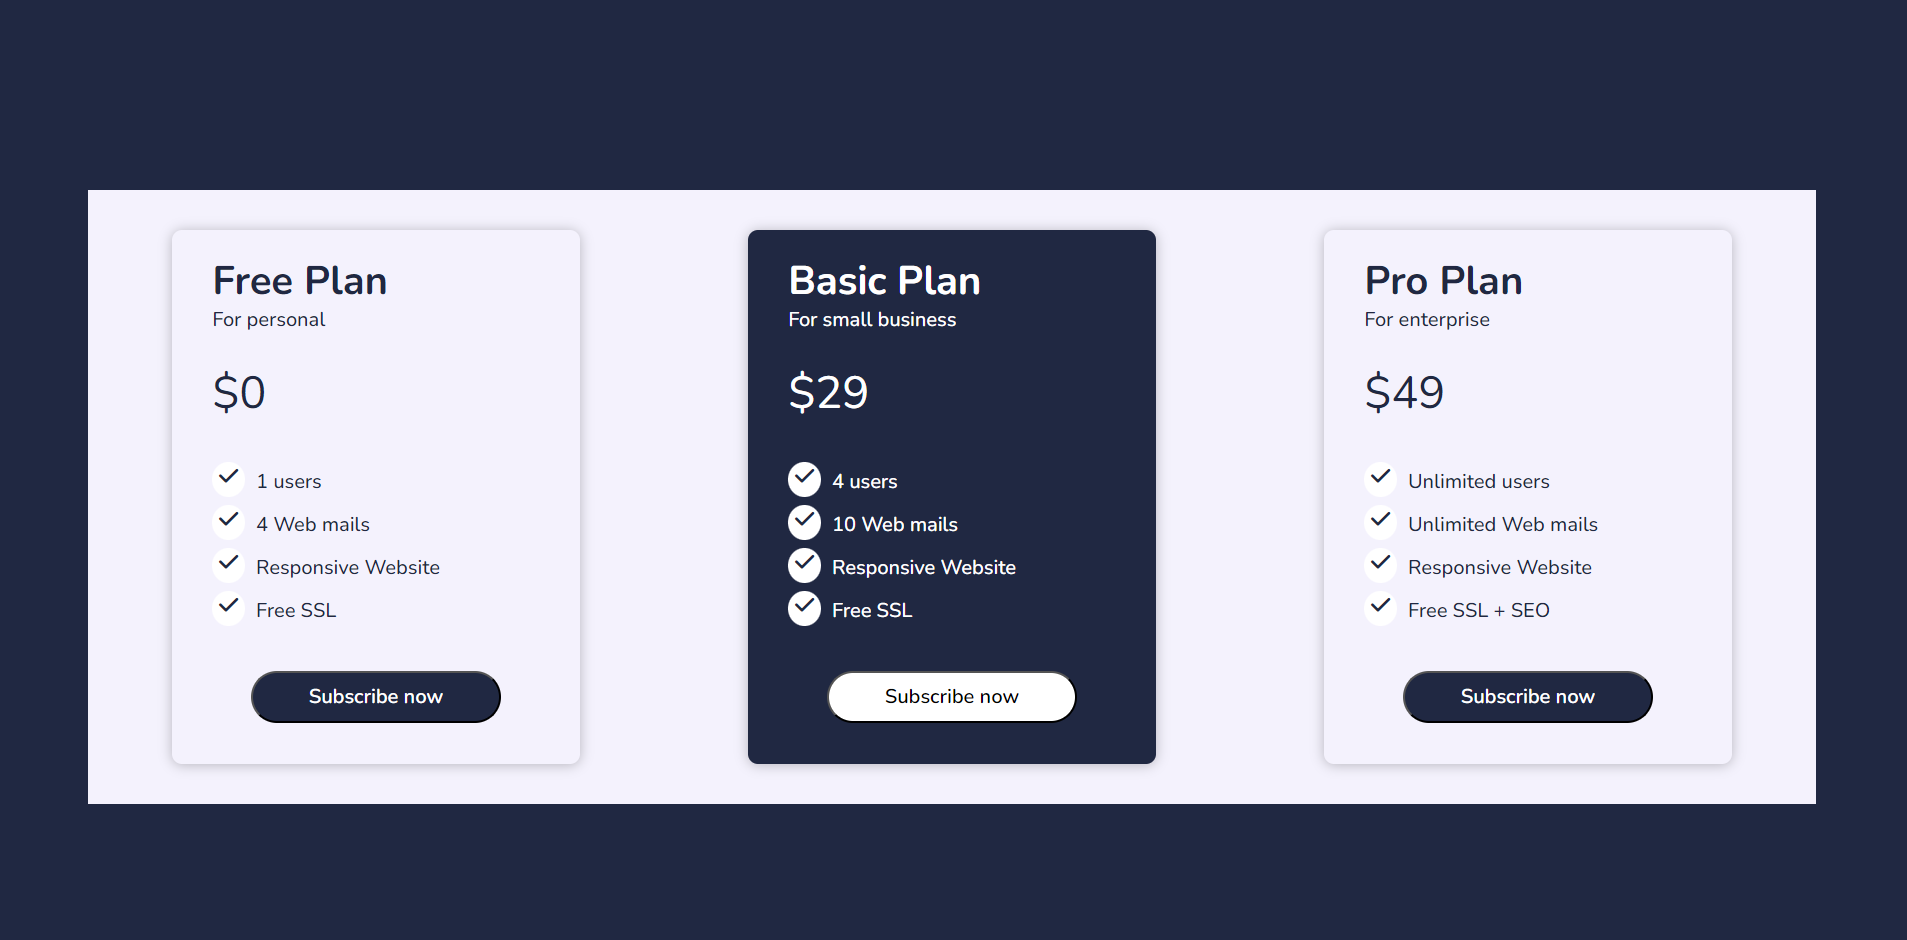 Free Plan
For personal
$0
1 users
4 Web mails
Responsive Website
Free SSL
Subscribe now
Basic Plan
For small business
$29
4 users
10 Web mails
Responsive Website
Free SSL
Subscribe now
Pro Plan
For enterprise
$49
Unlimited users
Unlimited Web mails
Responsive Website
Free SSL + SEO
Subscribe now